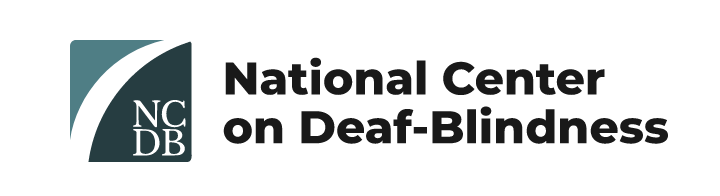 NC
DB
National Center
on Deaf-Blindness